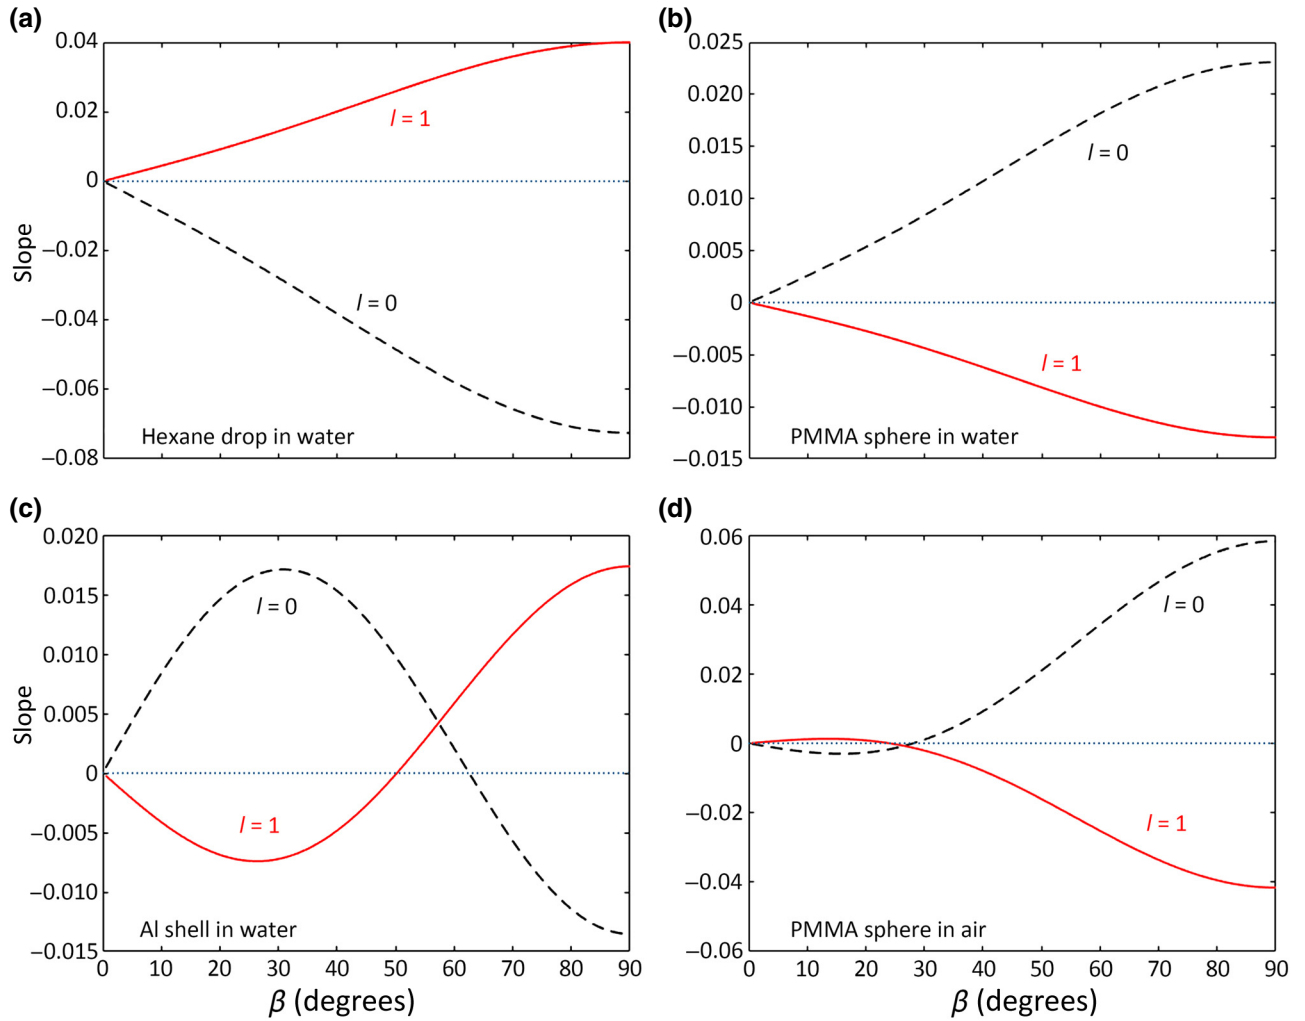 (a)
0.04
0.02
0
−0.02
−0.04
−0.06
−0.08
Slope
l = 1
l = 0
Hexane drop in water
(b)
0.025
0.020
0.015
0.010
0.005
0
−0.005
−0.010
−0.015
l = 0
l = 1
PMMA sphere in water
(c)
0.020
0.015
0.010
0.005
0
−0.005
−0.010
−0.015
Slope
l = 0
l = 1
Al shell in water
0 10 20 30 40 50 60 70 80 90
β (degrees)
(d)
0.06
0.04
0.02
0
−0.02
−0.04
−0.06
l = 0
l = 1
PMMA sphere in air
0 10 20 30 40 50 60 70 80 90
β (degrees)